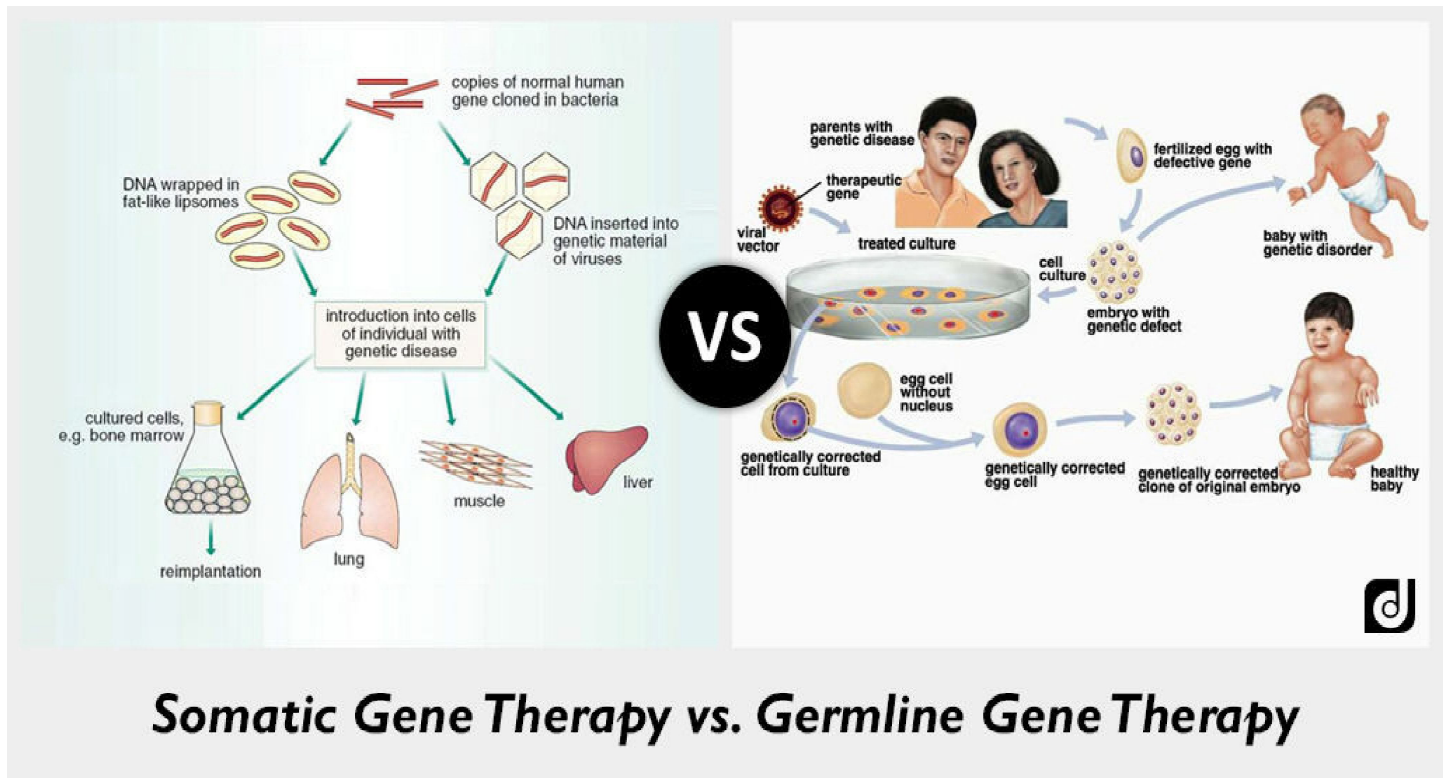 copies of normal human
gene cloned in bacteria
DNA wrapped in
fat-like lipsomes
DNA inserted into
genetic material
of viruses
introduction into cells
of individual with
genetic disease
cultured cells,
e.g. bone marrow
reimplantation
lung
muscle
liver
VS
parents with
genetic disease
therapeutic
gene
viral
vector
treated culture
fertilized egg with
defective gene
baby with
genetic disorder
cell
culture
embryo with
genetic defect
egg cell
without
nucleus
genetically corrected
cell from culture
genetically corrected
egg cell
genetically corrected
clone of original embryo
healthy
baby
d
Somatic Gene Therapy vs. Germline Gene Therapy